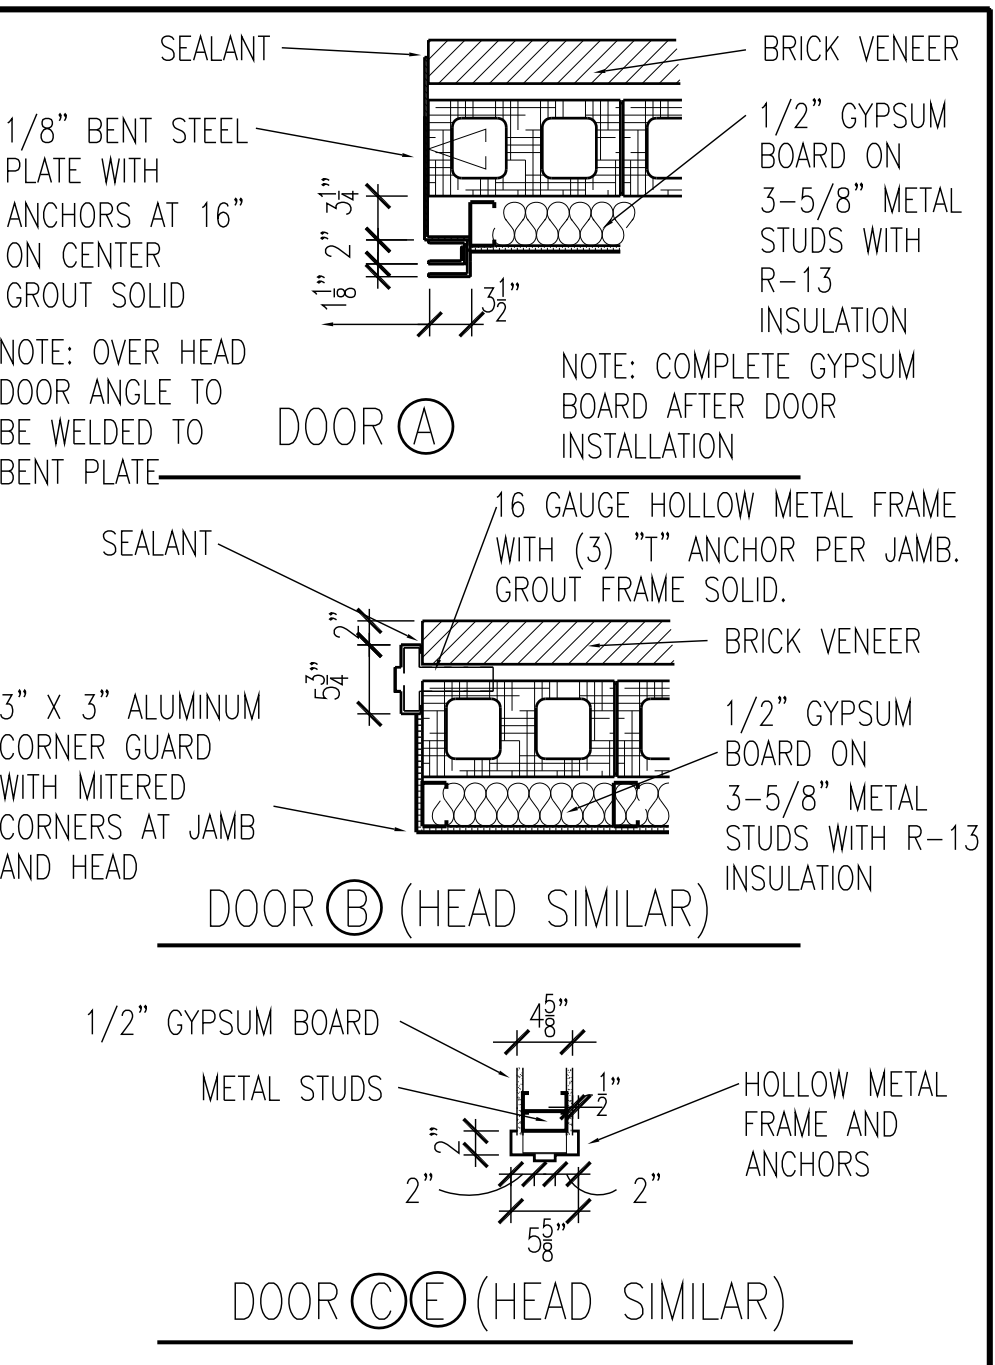 SEALANT
BRICK VENEER
1/8" BENT STEEL
PLATE WITH
ANCHORS AT 16"
ON CENTER
GROUT SOLID
1/2" GYPSUM
BOARD ON
3-5/8" METAL
STUDS WITH
R-13
INSULATION
3 1/4"
2"
1 1/8"
3 1/2"
NOTE: OVER HEAD
DOOR ANGLE TO
BE WELDED TO
BENT PLATE
NOTE: COMPLETE GYPSUM
BOARD AFTER DOOR
INSTALLATION
DOOR A
16 GAUGE HOLLOW METAL FRAME
WITH (3) "T" ANCHOR PER JAMB.
GROUT FRAME SOLID.
SEALANT
2"
5 3/4"
BRICK VENEER
3" X 3" ALUMINUM
CORNER GUARD
WITH MITERED
CORNERS AT JAMB
AND HEAD
1/2" GYPSUM
BOARD ON
3-5/8" METAL
STUDS WITH R-13
INSULATION
DOOR B (HEAD SIMILAR)
4 5/8"
1/2" GYPSUM BOARD
METAL STUDS
1/2"
HOLLOW METAL
FRAME AND
ANCHORS
2"
2"
2"
5 5/8"
DOOR C E (HEAD SIMILAR)